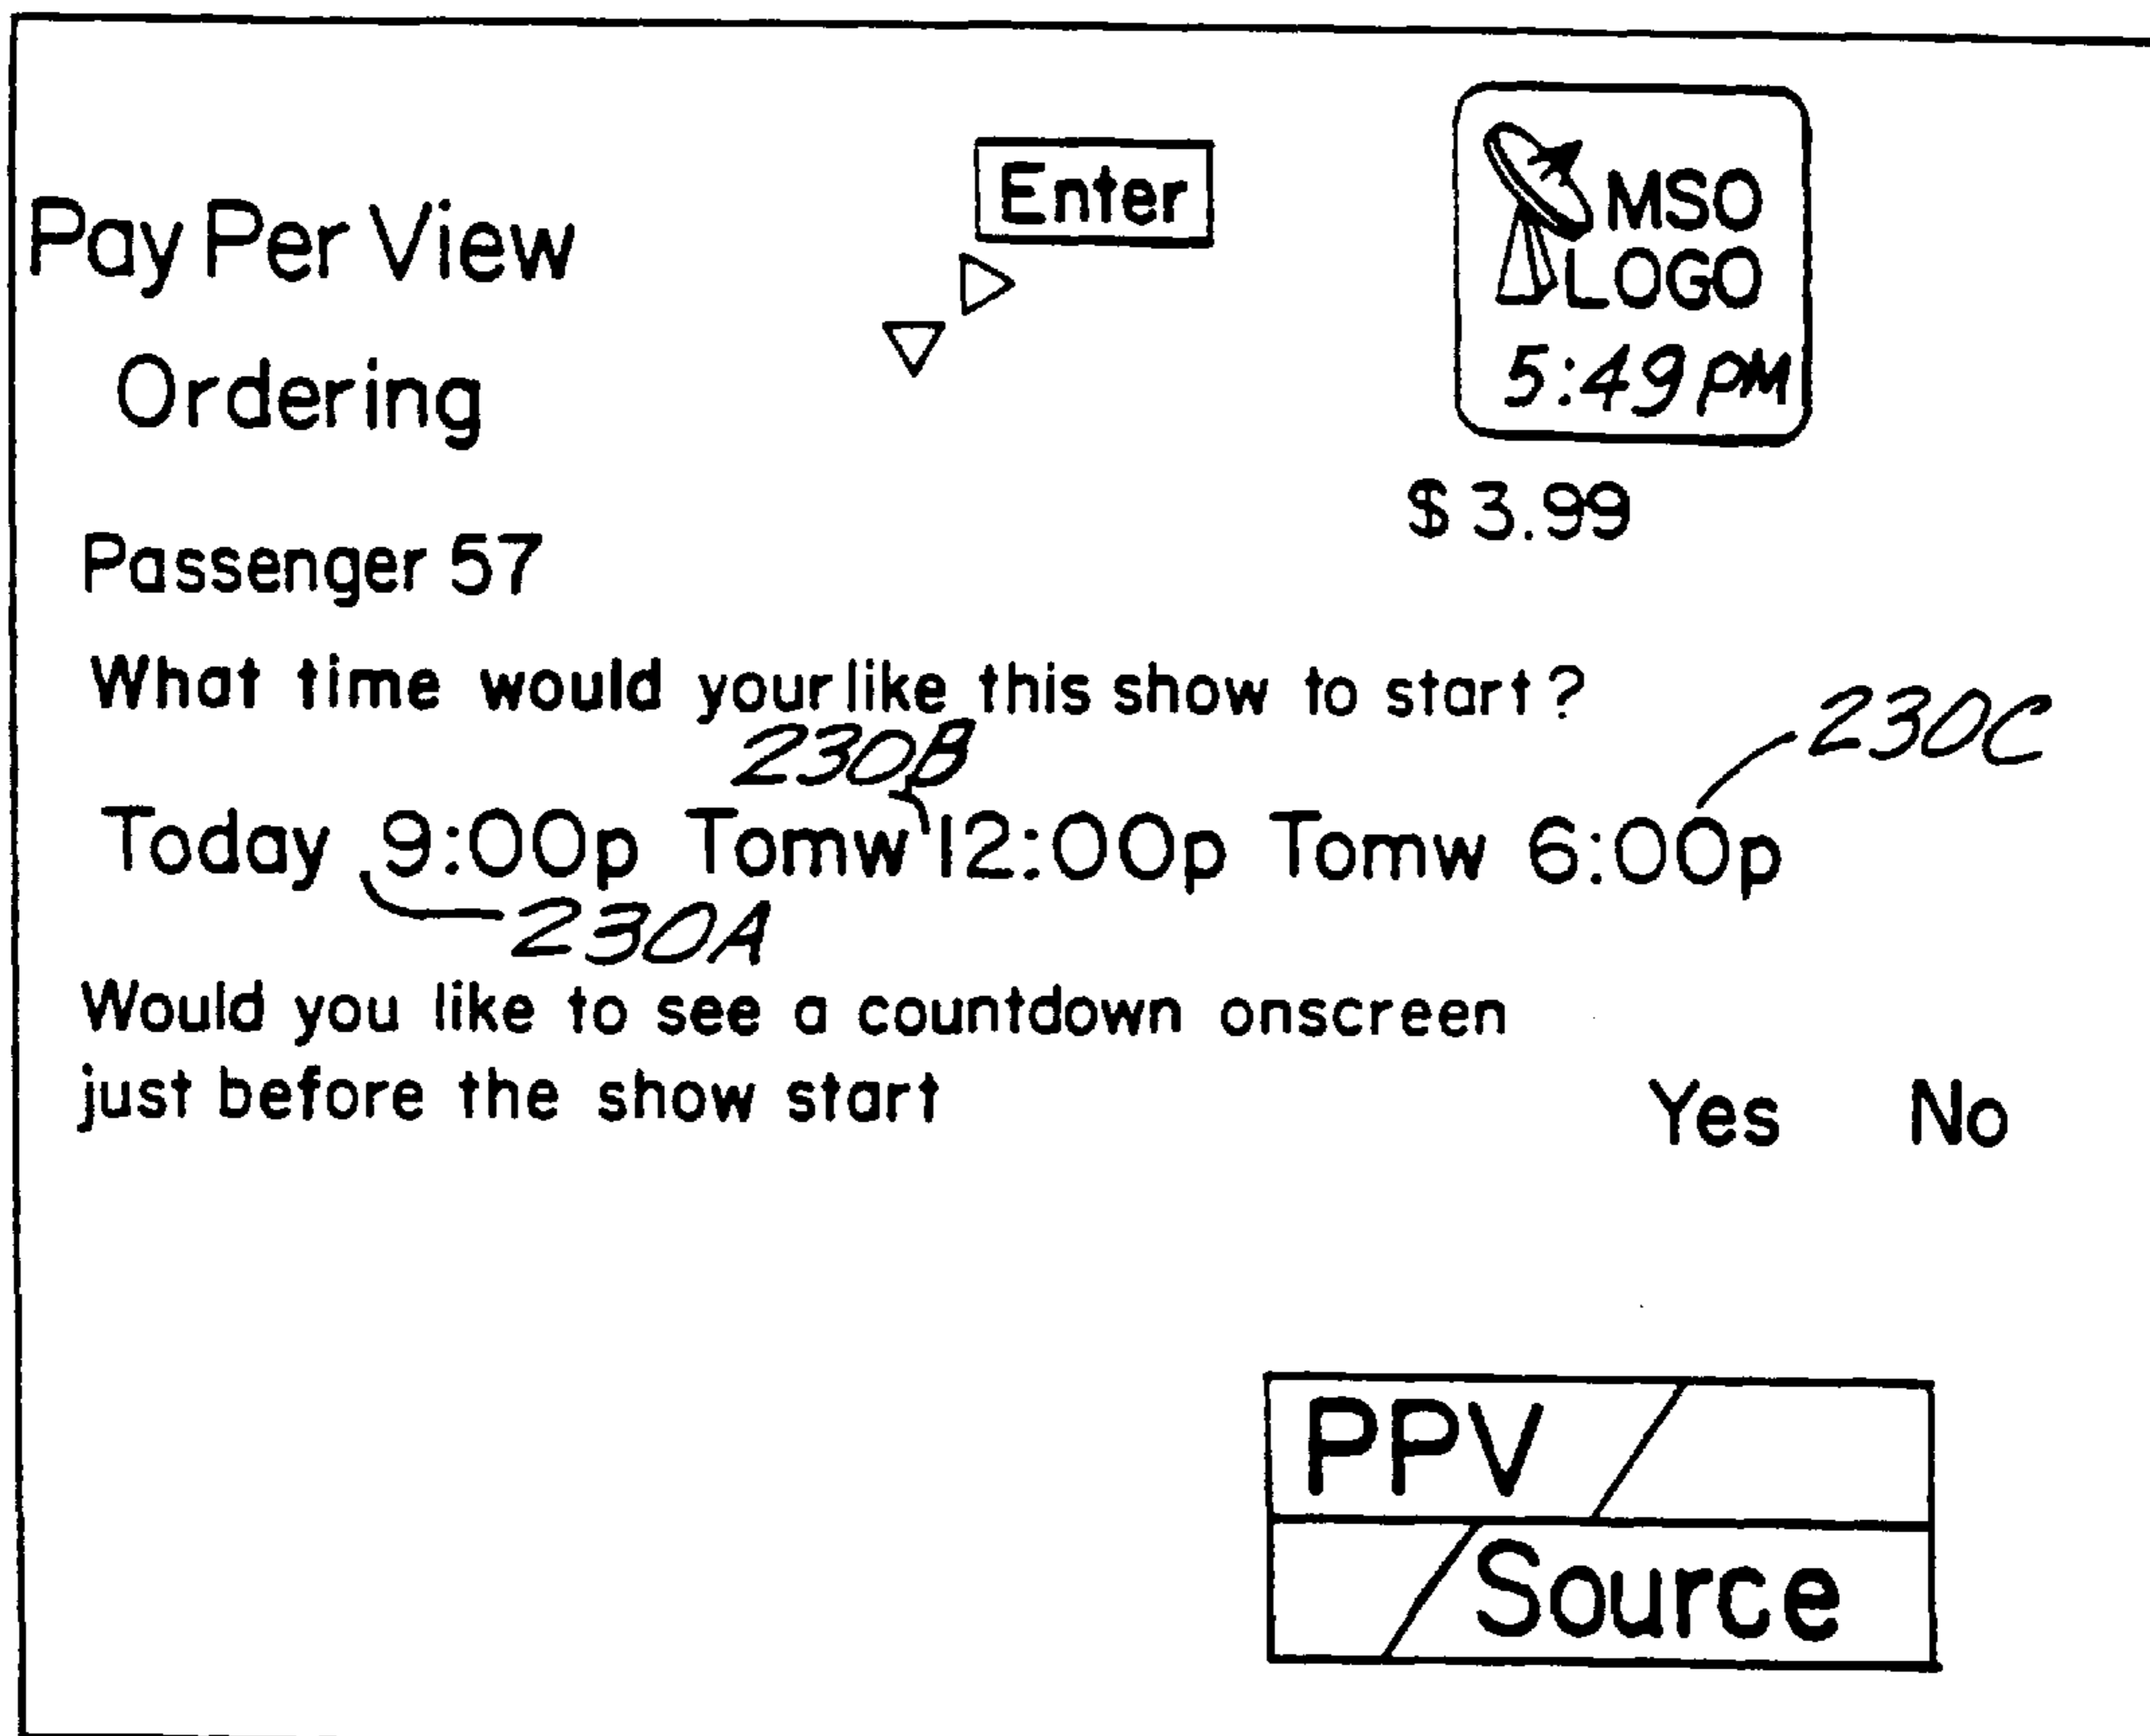 Pay Per View
Ordering
Enter
MSO
LOGO
5:49 PM
$ 3.99
Passenger 57
What time would your like this show to start?
230B
230C
Today 9:00p Tomw 12:00p Tomw 6:00p
230A
Would you like to see a countdown onscreen
just before the show start
Yes No
PPV
Source